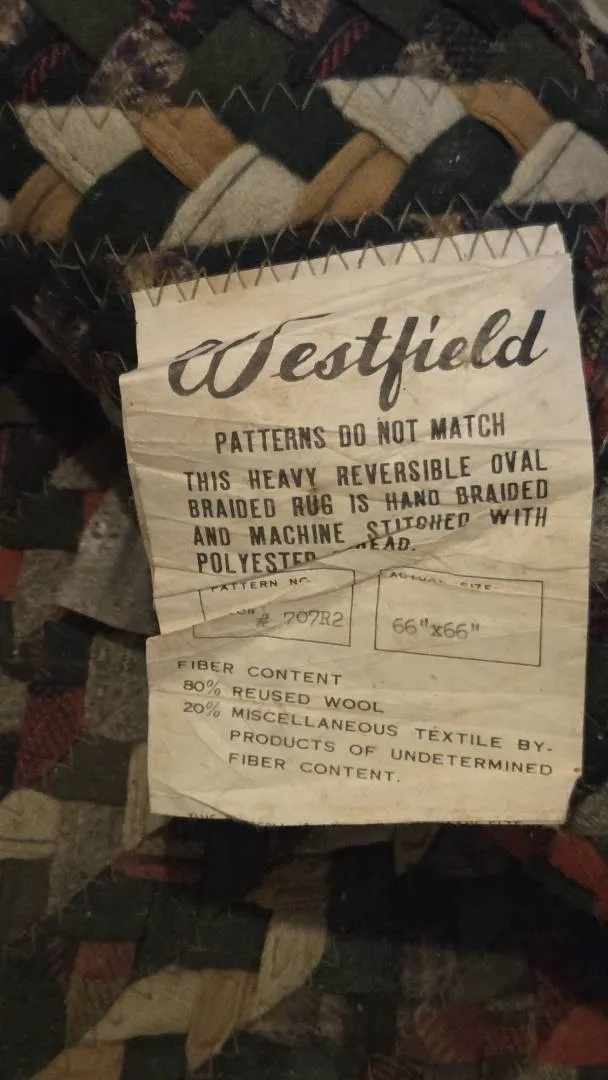 Westfield
PATTERNS DO NOT MATCH
THIS HEAVY REVERSIBLE OVAL
BRAIDED RUG IS HAND BRAIDED
AND MACHINE STITCHED WITH
POLYESTER
PATTERN NO.
ACTUAL SIZE
# 707R2
66"x66"
FIBER CONTENT
80% REUSED WOOL
20% MISCELLANEOUS TEXTILE BY-
PRODUCTS OF UNDETERMINED
FIBER CONTENT.